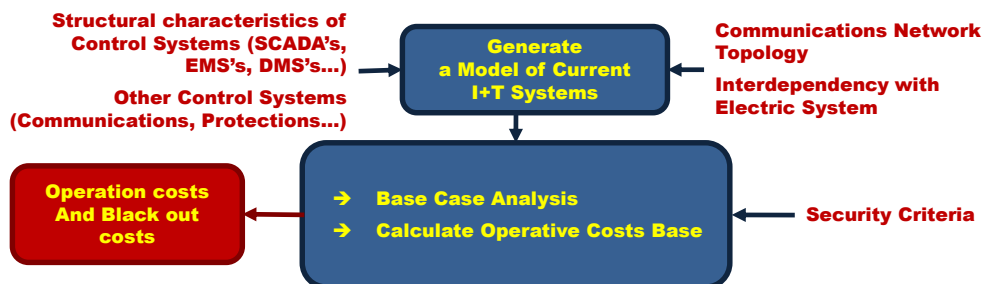 Structural characteristics of
Control Systems (SCADA's,
EMS's, DMS's...)
Other Control Systems
(Communications, Protections...)
Generate
a Model of Current
I+T Systems
Communications Network
Topology
Interdependency with
Electric System
Operation costs
And Black out
costs
→ Base Case Analysis
→ Calculate Operative Costs Base
Security Criteria